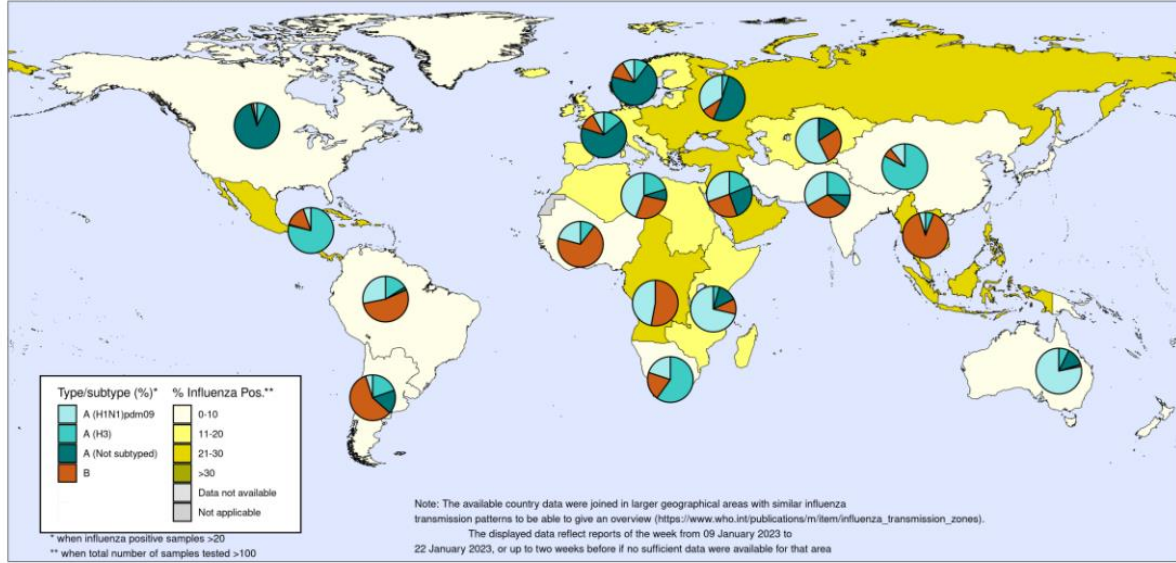 Type/subtype (%)*
A (H1N1)pdm09
A (H3)
A (Not subtyped)
B
% Influenza Pos.**
0-10
11-20
21-30
>30
Data not available
Not applicable
* when influenza positive samples >20
** when total number of samples tested >100
Note: The available country data were joined in larger geographical areas with similar influenza
transmission patterns to be able to give an overview (https://www.who.int/publications/m/item/influenza_transmission_zones).
The displayed data reflect reports of the week from 09 January 2023 to
22 January 2023, or up to two weeks before if no sufficient data were available for that area